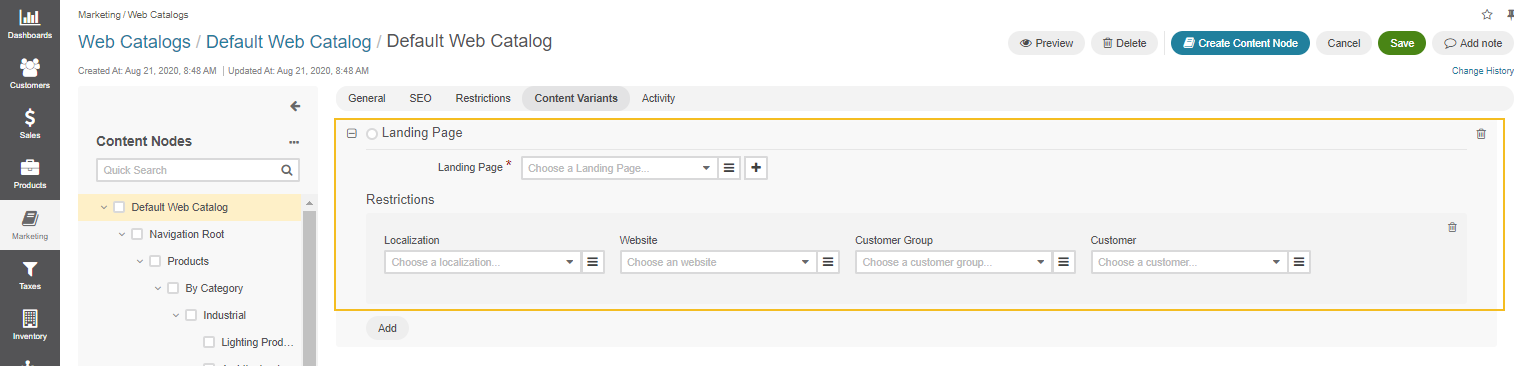 Dashboards
Customers
Sales
Products
Marketing
Taxes
Inventory
Marketing / Web Catalogs
Web Catalogs / Default Web Catalog / Default Web Catalog
Preview
Delete
Create Content Node
Cancel
Save
Add note
Created At: Aug 21, 2020, 8:48 AM | Updated At: Aug 21, 2020, 8:48 AM
Change History
Content Nodes
Quick Search
Default Web Catalog
Navigation Root
Products
By Category
Industrial
Lighting Prod...
General
SEO
Restrictions
Content Variants
Activity
Landing Page
Landing Page *
Choose a Landing Page...
Restrictions
Localization
Choose a localization...
Website
Choose an website
Customer Group
Choose a customer group...
Customer
Choose a customer...
Add